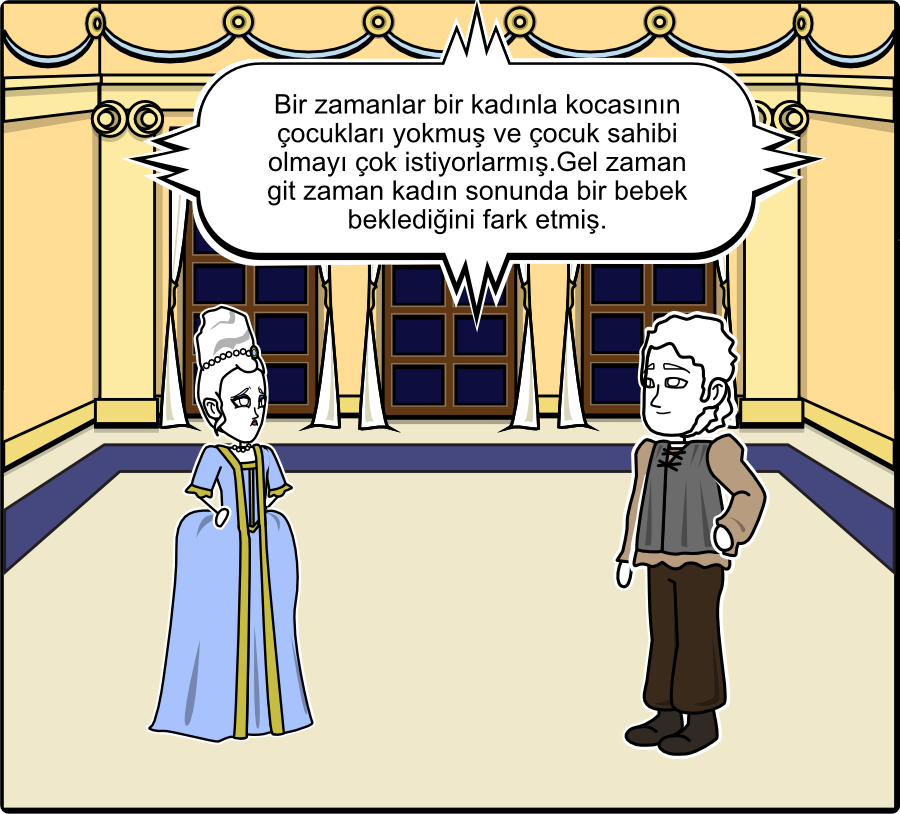 Bir zamanlar bir kadınla kocasının
çocukları yokmuş ve çocuk sahibi
olmayı çok istiyorlarmış.Gel zaman
git zaman kadın sonunda bir bebek
beklediğini fark etmiş.